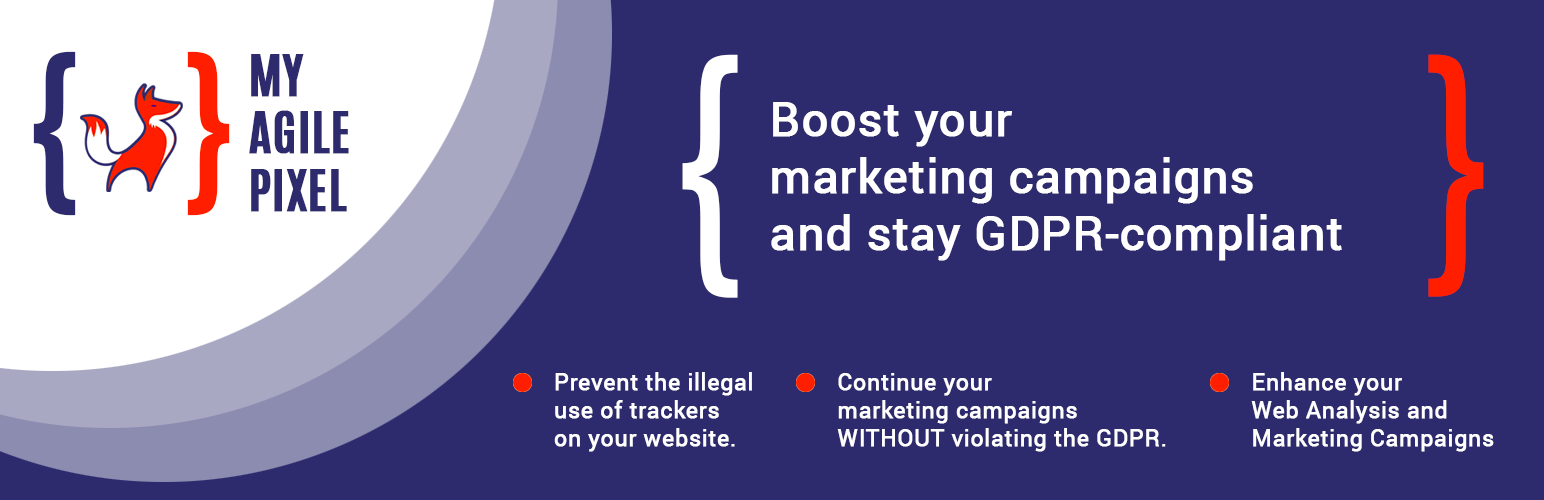 MY
AGILE
PIXEL
Boost your
marketing campaigns
and stay GDPR-compliant
Prevent the illegal
use of trackers
on your website.
Continue your
marketing campaigns
WITHOUT violating the GDPR.
Enhance your
Web Analysis and
Marketing Campaigns